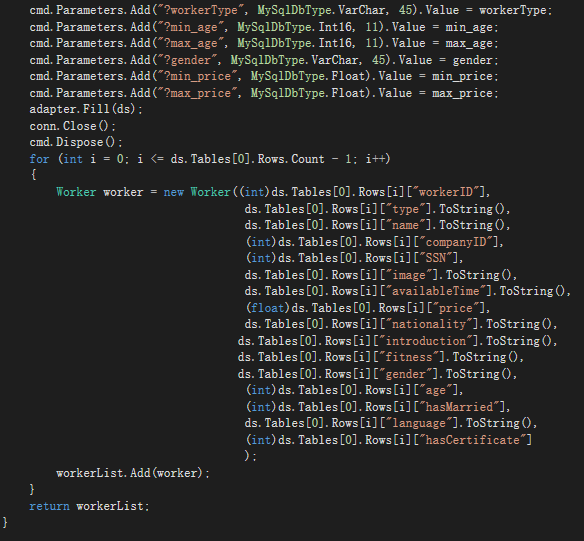 cmd.Parameters.Add("?workerType", MySqlDbType.VarChar, 45).Value = workerType;
cmd.Parameters.Add("?min_age", MySqlDbType.Int16, 11).Value = min_age;
cmd.Parameters.Add("?max_age", MySqlDbType.Int16, 11).Value = max_age;
cmd.Parameters.Add("?gender", MySqlDbType.VarChar, 45).Value = gender;
cmd.Parameters.Add("?min_price", MySqlDbType.Float).Value = min_price;
cmd.Parameters.Add("?max_price", MySqlDbType.Float).Value = max_price;
adapter.Fill(ds);
conn.Close();
cmd.Dispose();
for (int i = 0; i <= ds.Tables[0].Rows.Count - 1; i++)
{
Worker worker = new Worker((int)ds.Tables[0].Rows[i]["workerID"],
ds.Tables[0].Rows[i]["type"].ToString(),
ds.Tables[0].Rows[i]["name"].ToString(),
(int)ds.Tables[0].Rows[i]["companyID"],
(int)ds.Tables[0].Rows[i]["SSN"],
ds.Tables[0].Rows[i]["image"].ToString(),
ds.Tables[0].Rows[i]["availableTime"].ToString(),
(float)ds.Tables[0].Rows[i]["price"],
ds.Tables[0].Rows[i]["nationality"].ToString(),
ds.Tables[0].Rows[i]["introduction"].ToString(),
ds.Tables[0].Rows[i]["fitness"].ToString(),
ds.Tables[0].Rows[i]["gender"].ToString(),
(int)ds.Tables[0].Rows[i]["age"],
(int)ds.Tables[0].Rows[i]["hasMarried"],
ds.Tables[0].Rows[i]["language"].ToString(),
(int)ds.Tables[0].Rows[i]["hasCertificate"]
);
workerList.Add(worker);
}
return workerList;
}